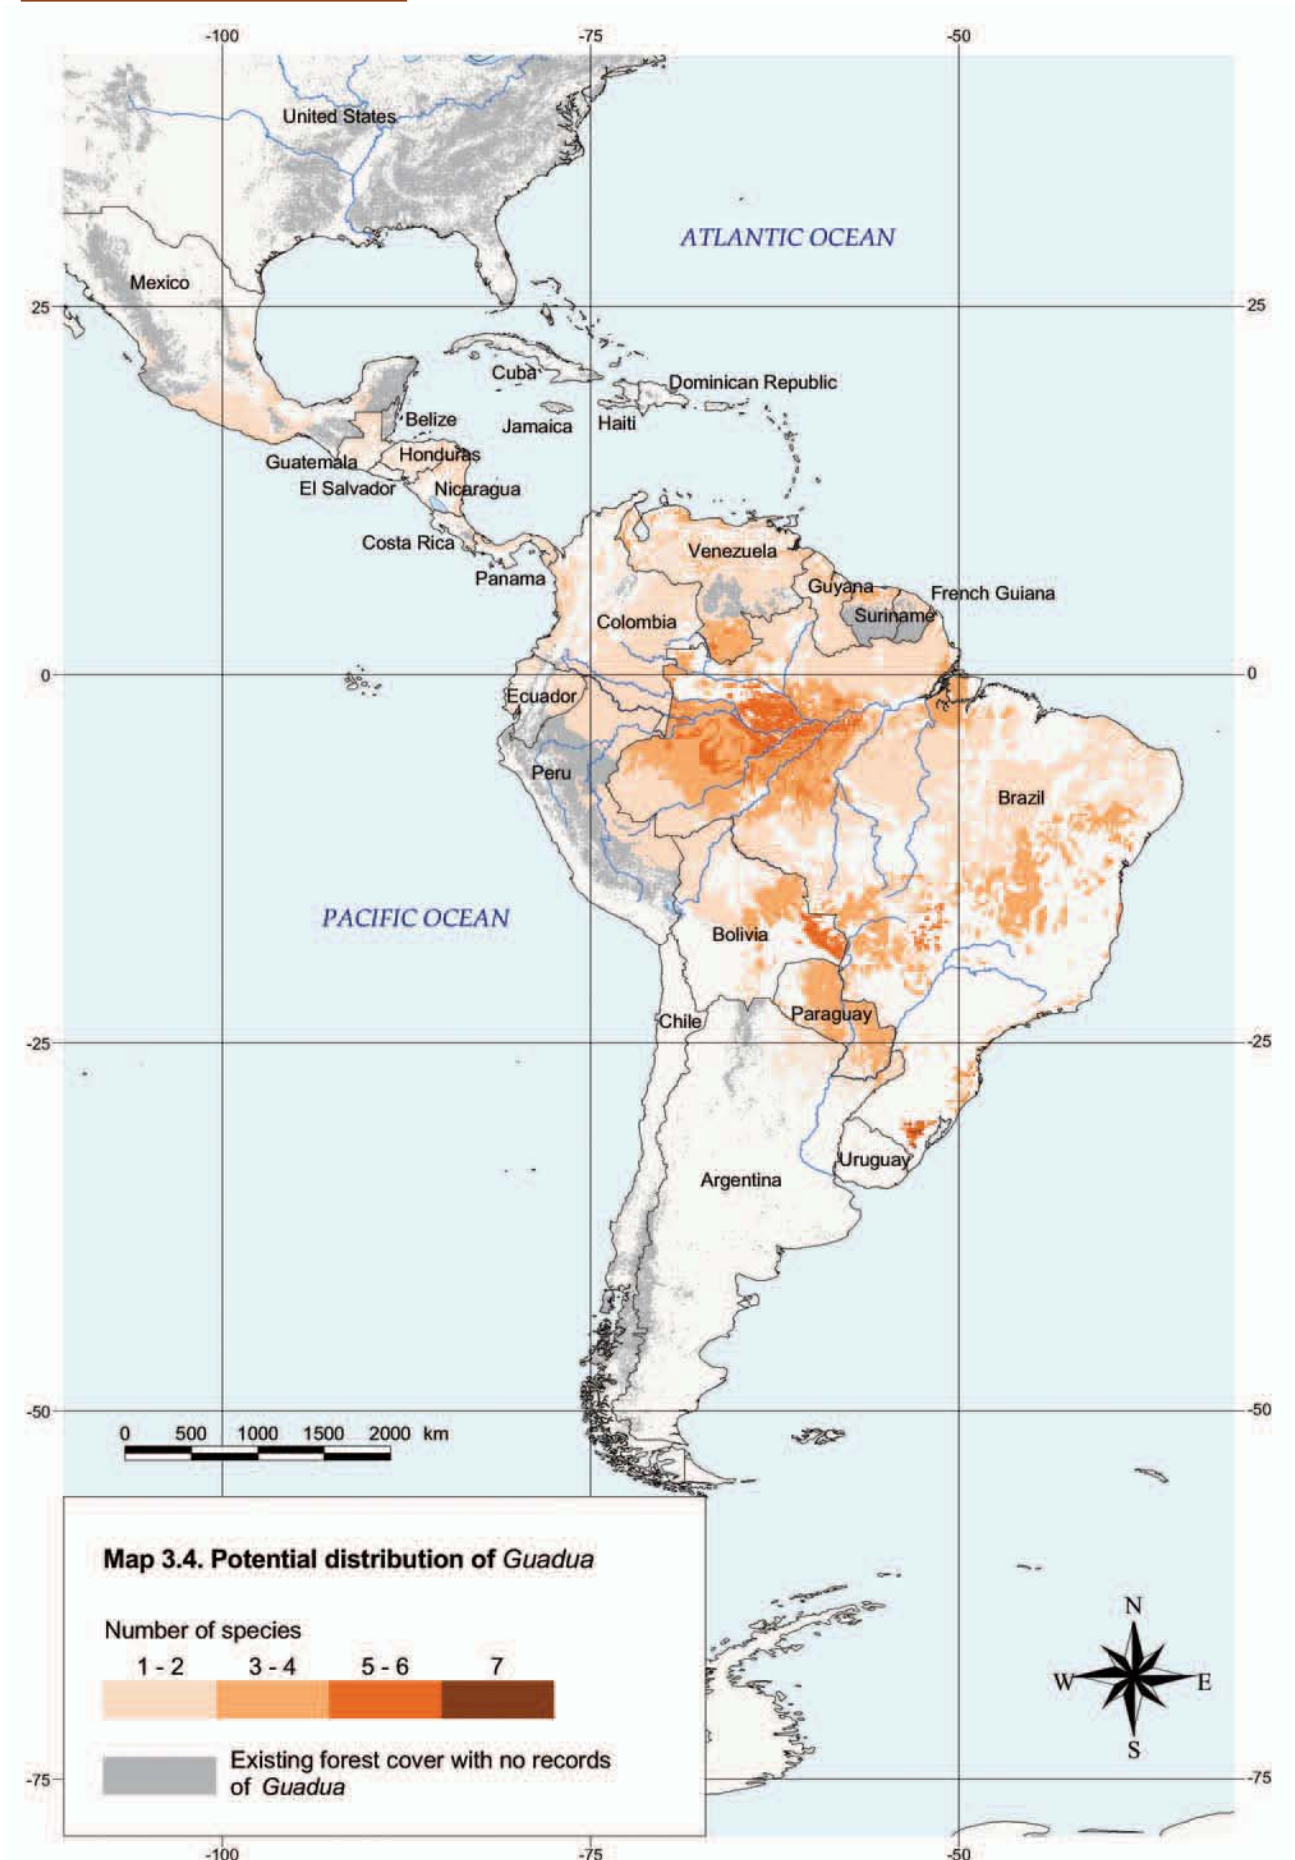 -100 -75 -50
United States
ATLANTIC OCEAN
Mexico
25 25
Cuba
Dominican Republic
Belize
Jamaica
Haiti
Honduras
Guatemala
El Salvador
Nicaragua
Costa Rica
Venezuela
Panama
Guyana
French Guiana
Colombia
Suriname
0 0
Ecuador
Peru
Brazil
PACIFIC OCEAN
Bolivia
Paraguay
Chile
-25 -25
Uruguay
Argentina
-50 -50
0 500 1000 1500 2000 km
Map 3.4. Potential distribution of Guadua
Number of species
1 - 2 3 - 4 5 - 6 7
Existing forest cover with no records
of Guadua
N
W E
S
-75 -75
-100 -75 -50